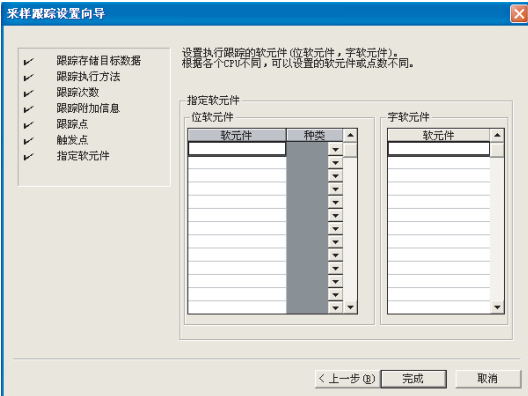 采样跟踪设置向导
跟踪存储目标数据
跟踪执行方法
跟踪次数
跟踪附加信息
跟踪点
触发点
指定软元件
设置执行跟踪的软元件(位软元件，字软元件)。
根据各个CPU不同，可以设置的软元件或点数不同。
指定软元件
位软元件
软元件 种类
字软元件
软元件
< 上一步(B) 完成 取消